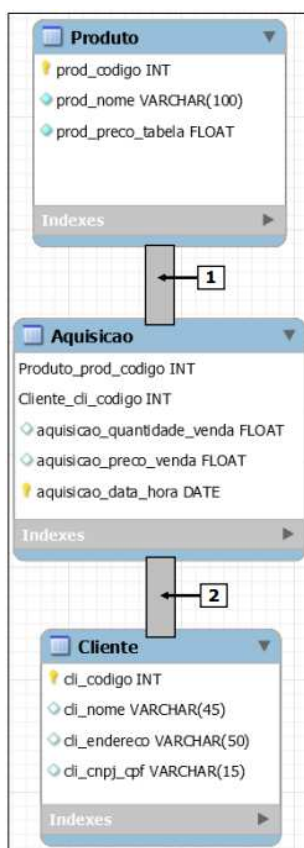 Produto
prod_codigo INT
prod_nome VARCHAR(100)
prod_preco_tabela FLOAT
Indexes
1
Aquisicao
Produto_prod_codigo INT
Cliente_cli_codigo INT
aquisicao_quantidade_venda FLOAT
aquisicao_preco_venda FLOAT
aquisicao_data_hora DATE
Indexes
2
Cliente
cli_codigo INT
cli_nome VARCHAR(45)
cli_endereco VARCHAR(50)
cli_cnpj_cpf VARCHAR(15)
Indexes